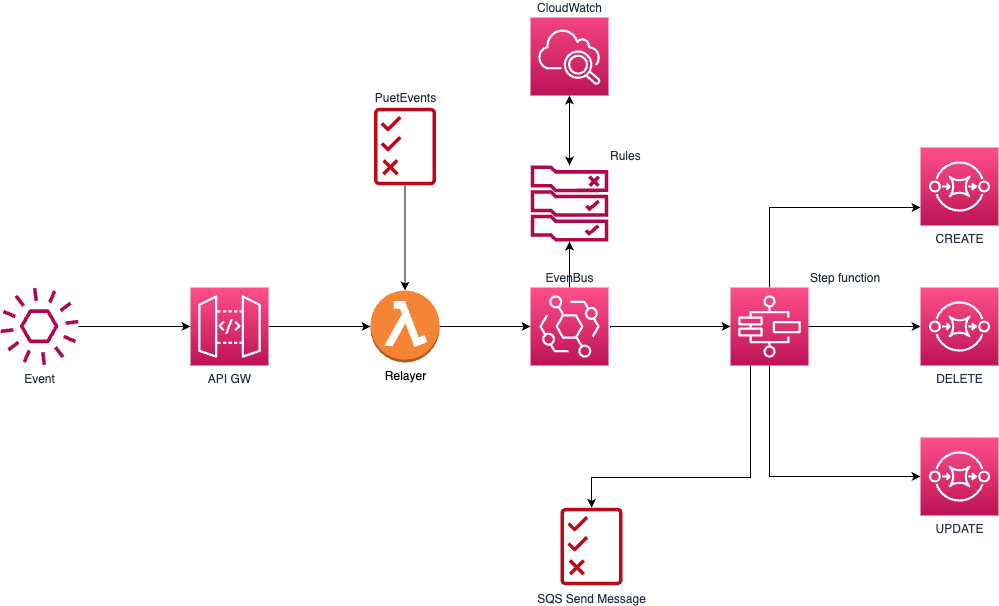 CloudWatch
PuetEvents
Rules
CREATE
EvenBus
Step function
</>
Event
API GW
Relayer
DELETE
UPDATE
SQS Send Message